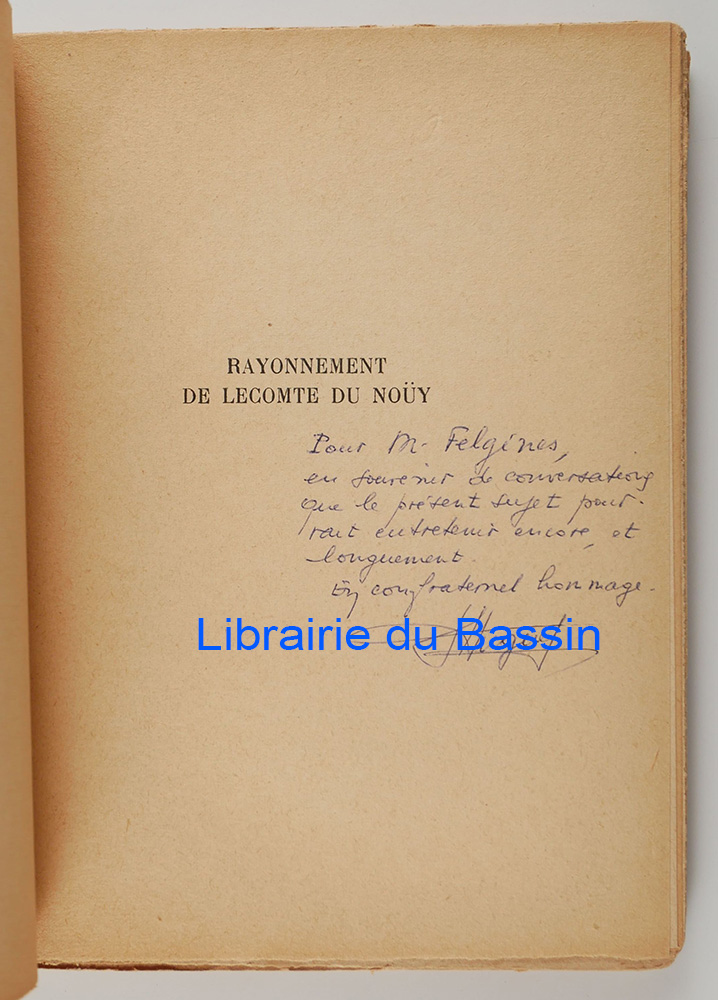 RAYONNEMENT
DE LECOMTE DU NOÜY
Pour M. Felgines,
en souvenir de conversations
que le présent sujet pour-
rait entretenir encore, et
longuement.
En confraternel hommage.
Librairie du Bassin